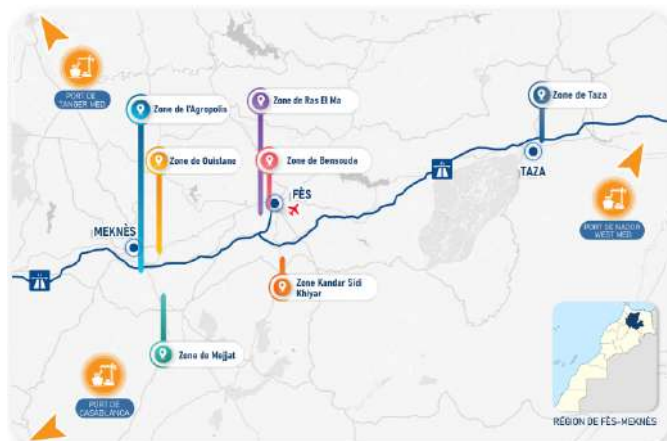 PORT DE
TANGER MED
Zone de l'Agropolis
Zone de Ras El Ma
Zone de Taza
Zone de Ouislane
Zone de Bensouda
FÈS
TAZA
MEKNÈS
PORT DE NADOR
WEST MED
Zone Kandar Sidi
Khiyar
Zone de Mejjat
PORT DE
CASABLANCA
RÉGION DE FÈS-MEKNÈS